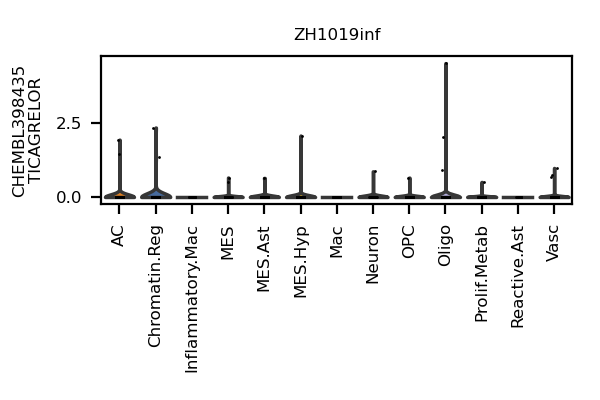 ZH1019inf
CHEMBL398435
TICAGRELOR
2.5
0.0
AC
Chromatin.Reg
Inflammatory.Mac
MES
MES.Ast
MES.Hyp
Mac
Neuron
OPC
Oligo
Prolif.Metab
Reactive.Ast
Vasc